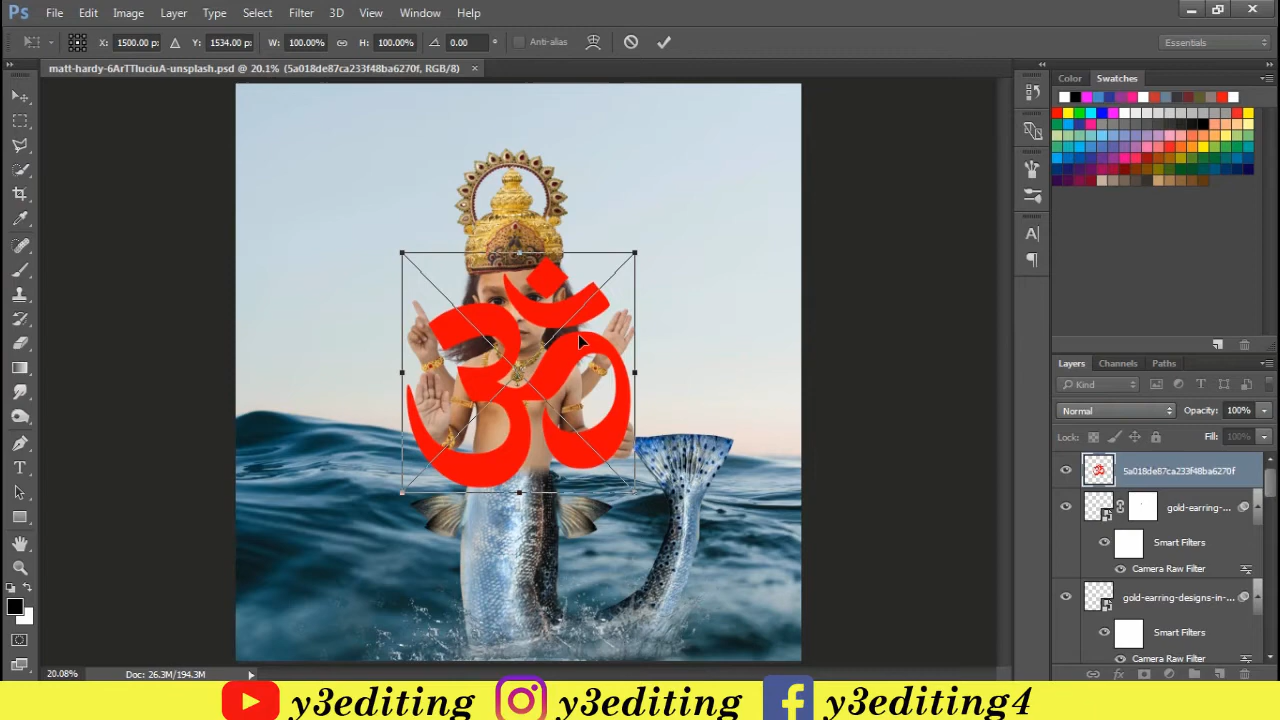 Ps File Edit Image Layer Type Select Filter 3D View Window Help
X: 1500.00 p: Y: 1534.00 p: W: 100.00% H: 100.00% 0.00 ° Anti-alias Essentials
matt-hardy-6ArTTluciuA-unsplash.psd @ 20.1% (5a018de87ca233f48ba6270f, RGB/8) ×
Color Swatches
ॐ
Layers Channels Paths
Kind
Normal Opacity: 100%
Lock: Fill: 100%
5a018de87ca233f48ba6270f
gold-earring-...
Smart Filters
Camera Raw Filter
gold-earring-designs-in-...
Smart Filters
Camera Raw Filter
20.08% Doc: 26.3M/194.3M
y3editing y3editing y3editing4